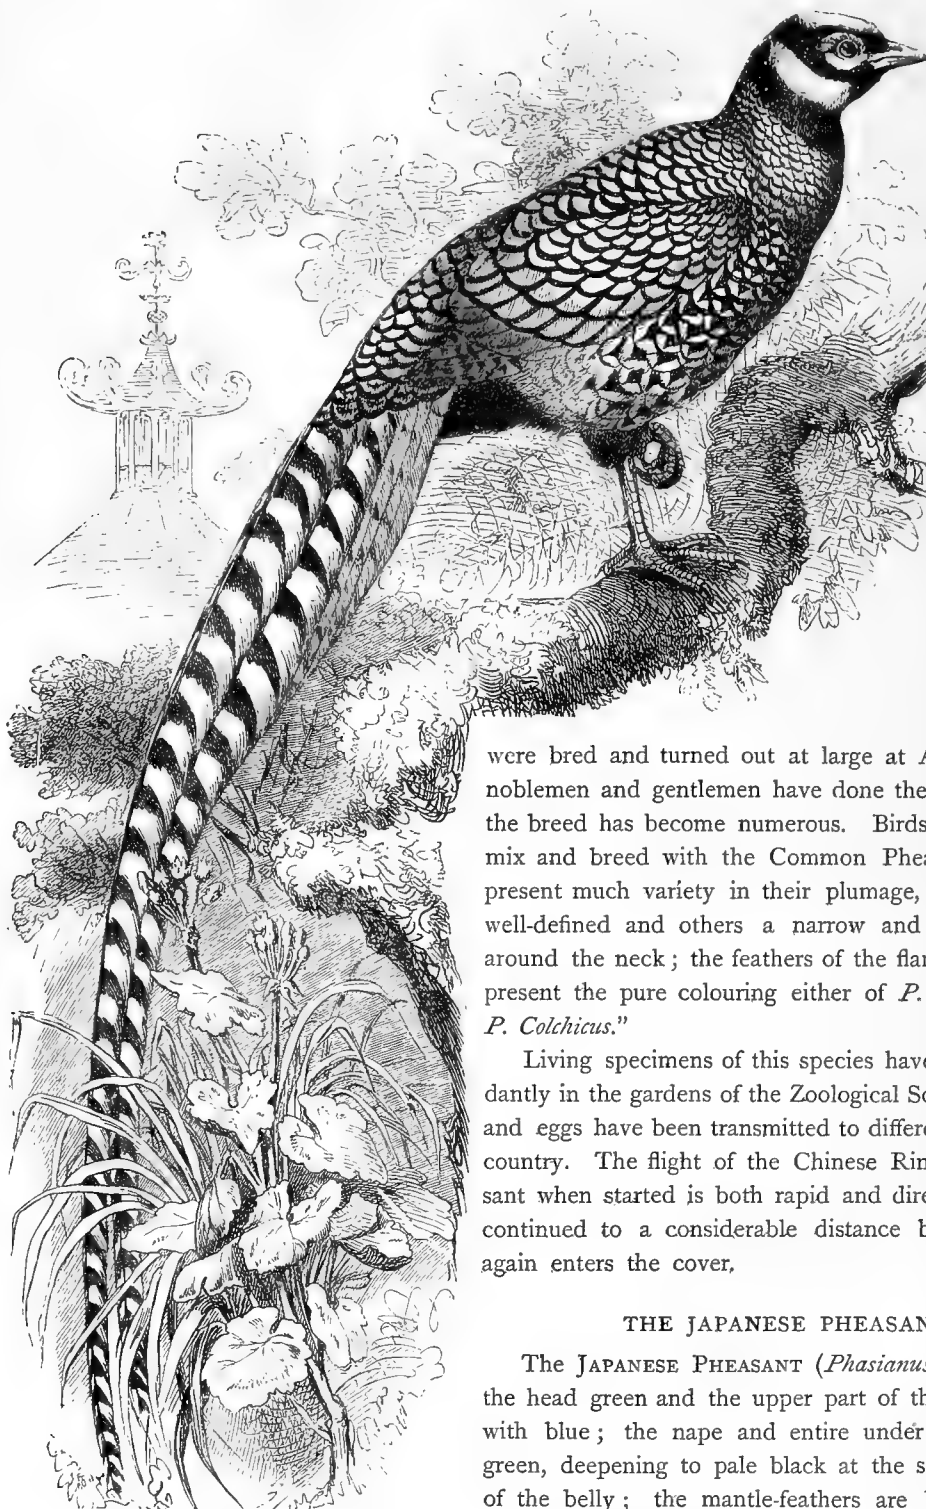 were bred and turned out at large at A
noblemen and gentlemen have done the
the breed has become numerous. Birds
mix and breed with the Common Phea
present much variety in their plumage,
well-defined and others a narrow and
around the neck; the feathers of the flan
present the pure colouring either of P.
P. Colchicus."
Living specimens of this species have
dantly in the gardens of the Zoological So
and eggs have been transmitted to differe
country. The flight of the Chinese Rin
sant when started is both rapid and dire
continued to a considerable distance b
again enters the cover,
THE JAPANESE PHEASAN
The JAPANESE PHEASANT (Phasianus
the head green and the upper part of th
with blue; the nape and entire under
green, deepening to pale black at the s
of the belly; the mantle-feathers are